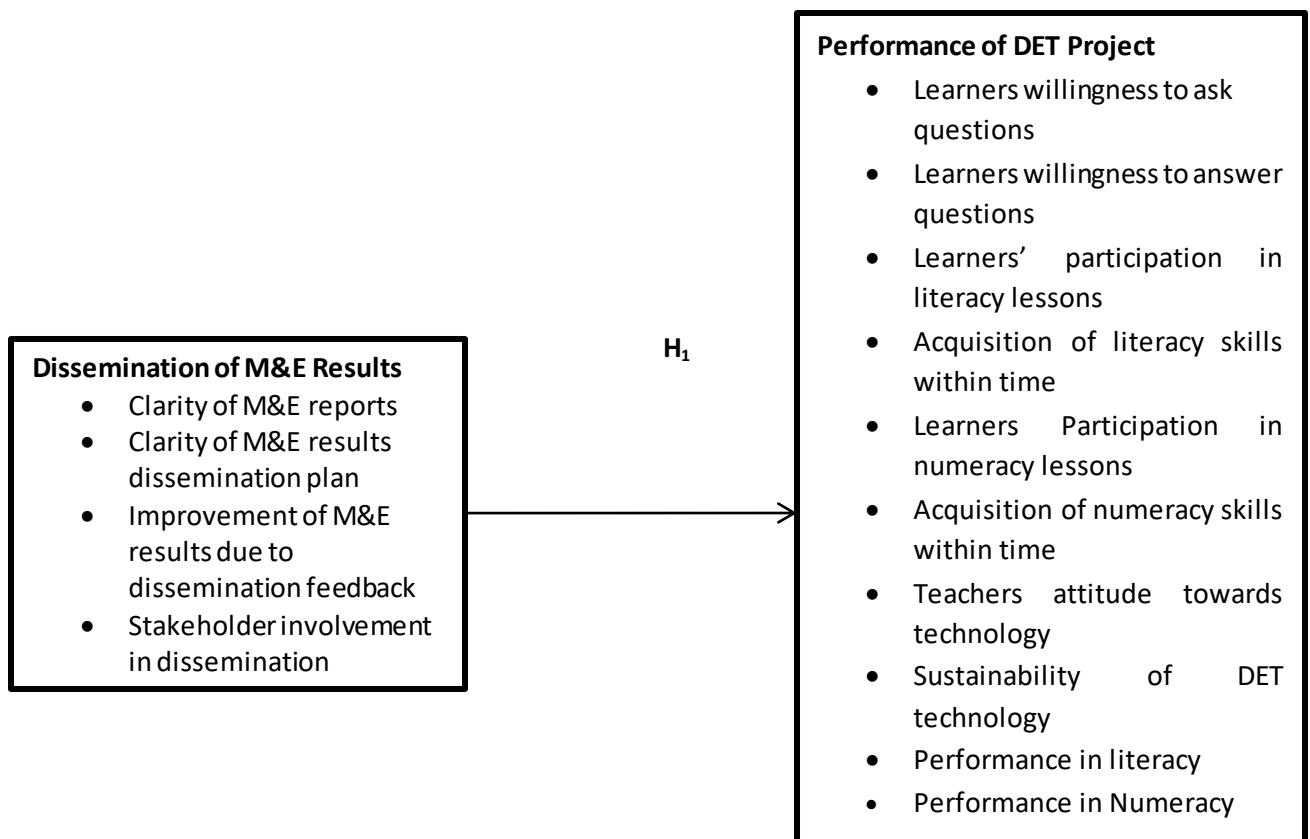 Dissemination of M&E Results
• Clarity of M&E reports
• Clarity of M&E results
dissemination plan
• Improvement of M&E
results due to
dissemination feedback
• Stakeholder involvement
in dissemination
H₁
Performance of DET Project
• Learners willingness to ask
questions
• Learners willingness to answer
questions
• Learners’ participation in
literacy lessons
• Acquisition of literacy skills
within time
• Learners Participation in
numeracy lessons
• Acquisition of numeracy skills
within time
• Teachers attitude towards
technology
• Sustainability of DET
technology
• Performance in literacy
• Performance in Numeracy